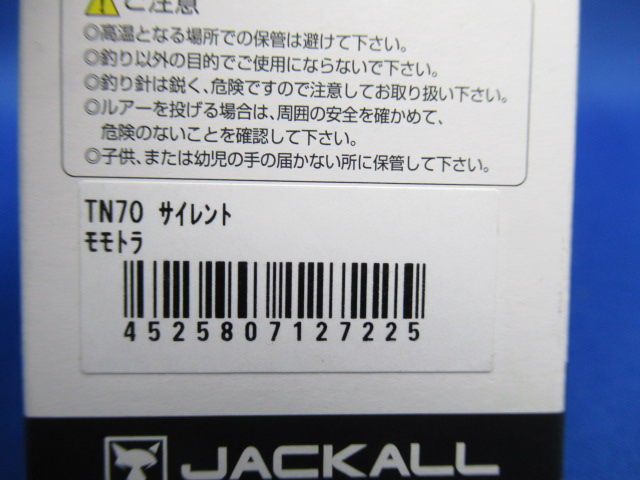 ご注意
◎高温となる場所での保管は避けて下さい。
◎釣り以外の目的でご使用にならないで下さい。
◎釣り針は鋭く、危険ですので注意してお取り扱い下さい。
◎ルアーを投げる場合は、周囲の安全を確かめて、
危険のないことを確認して下さい。
◎子供、または幼児の手の届かない所に保管して下さい。
TN70 サイレント
モモトラ
4525807127225
JACKALL